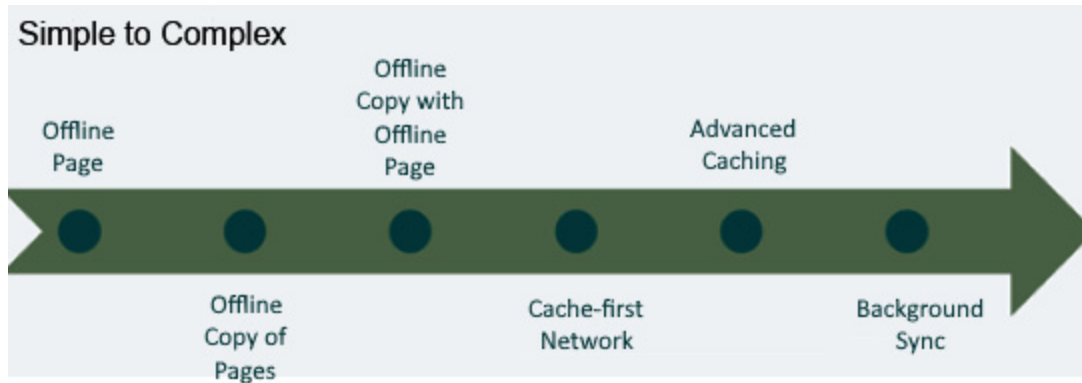 Simple to Complex
Offline
Page
Offline
Copy of
Pages
Offline
Copy with
Offline
Page
Cache-first
Network
Advanced
Caching
Background
Sync